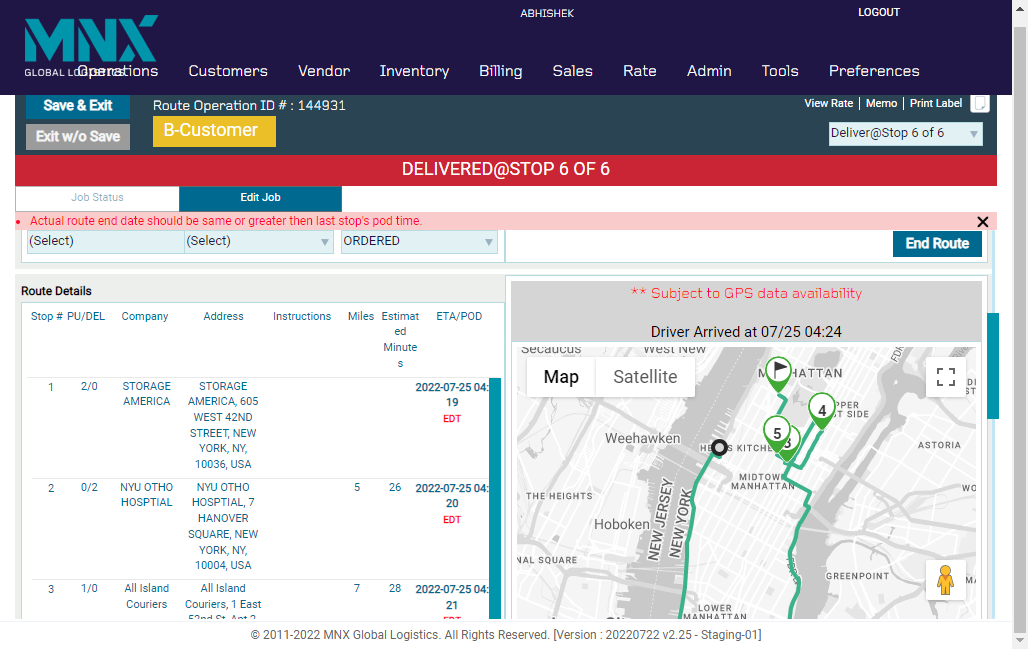 ABHISHEK
LOGOUT
MNX
GLOBAL LOGISTICS
Operations Customers Vendor Inventory Billing Sales Rate Admin Tools Preferences
Save & Exit
Route Operation ID # : 144931
View Rate | Memo | Print Label
Exit w/o Save
B-Customer
Deliver@Stop 6 of 6
DELIVERED@STOP 6 OF 6
Job Status
Edit Job
Actual route end date should be same or greater then last stop's pod time.
(Select)
(Select)
ORDERED
End Route
Route Details
Stop # PU/DEL Company Address Instructions Miles Estimat ETA/POD
ed
Minute
s
1 2/0 STORAGE STORAGE 2022-07-25 04:
AMERICA AMERICA, 605 19
WEST 42ND EDT
STREET, NEW
YORK, NY,
10036, USA
2 0/2 NYU OTHO NYU OTHO 5 26 2022-07-25 04:
HOSPTIAL HOSPTIAL, 7 20
HANOVER EDT
SQUARE, NEW
YORK, NY,
10004, USA
3 1/0 All Island All Island 7 28 2022-07-25 04:
Couriers Couriers, 1 East 21
52nd St, Apt 2 EDT
** Subject to GPS data availability
Driver Arrived at 07/25 04:24
Secaucus
West New
Map
Satellite
MANHATTAN
FDR
4
UPPER
EAST SIDE
5
3
Weehawken
HELL'S KITCHEN
ASTORIA
MIDTOWN
MANHATTAN
THE HEIGHTS
NEW JERSEY
NEW YORK
Hoboken
NAL SQUARE
GREENPOINT
LOWER
MANHATTAN
© 2011-2022 MNX Global Logistics. All Rights Reserved. [Version : 20220722 v2.25 - Staging-01]